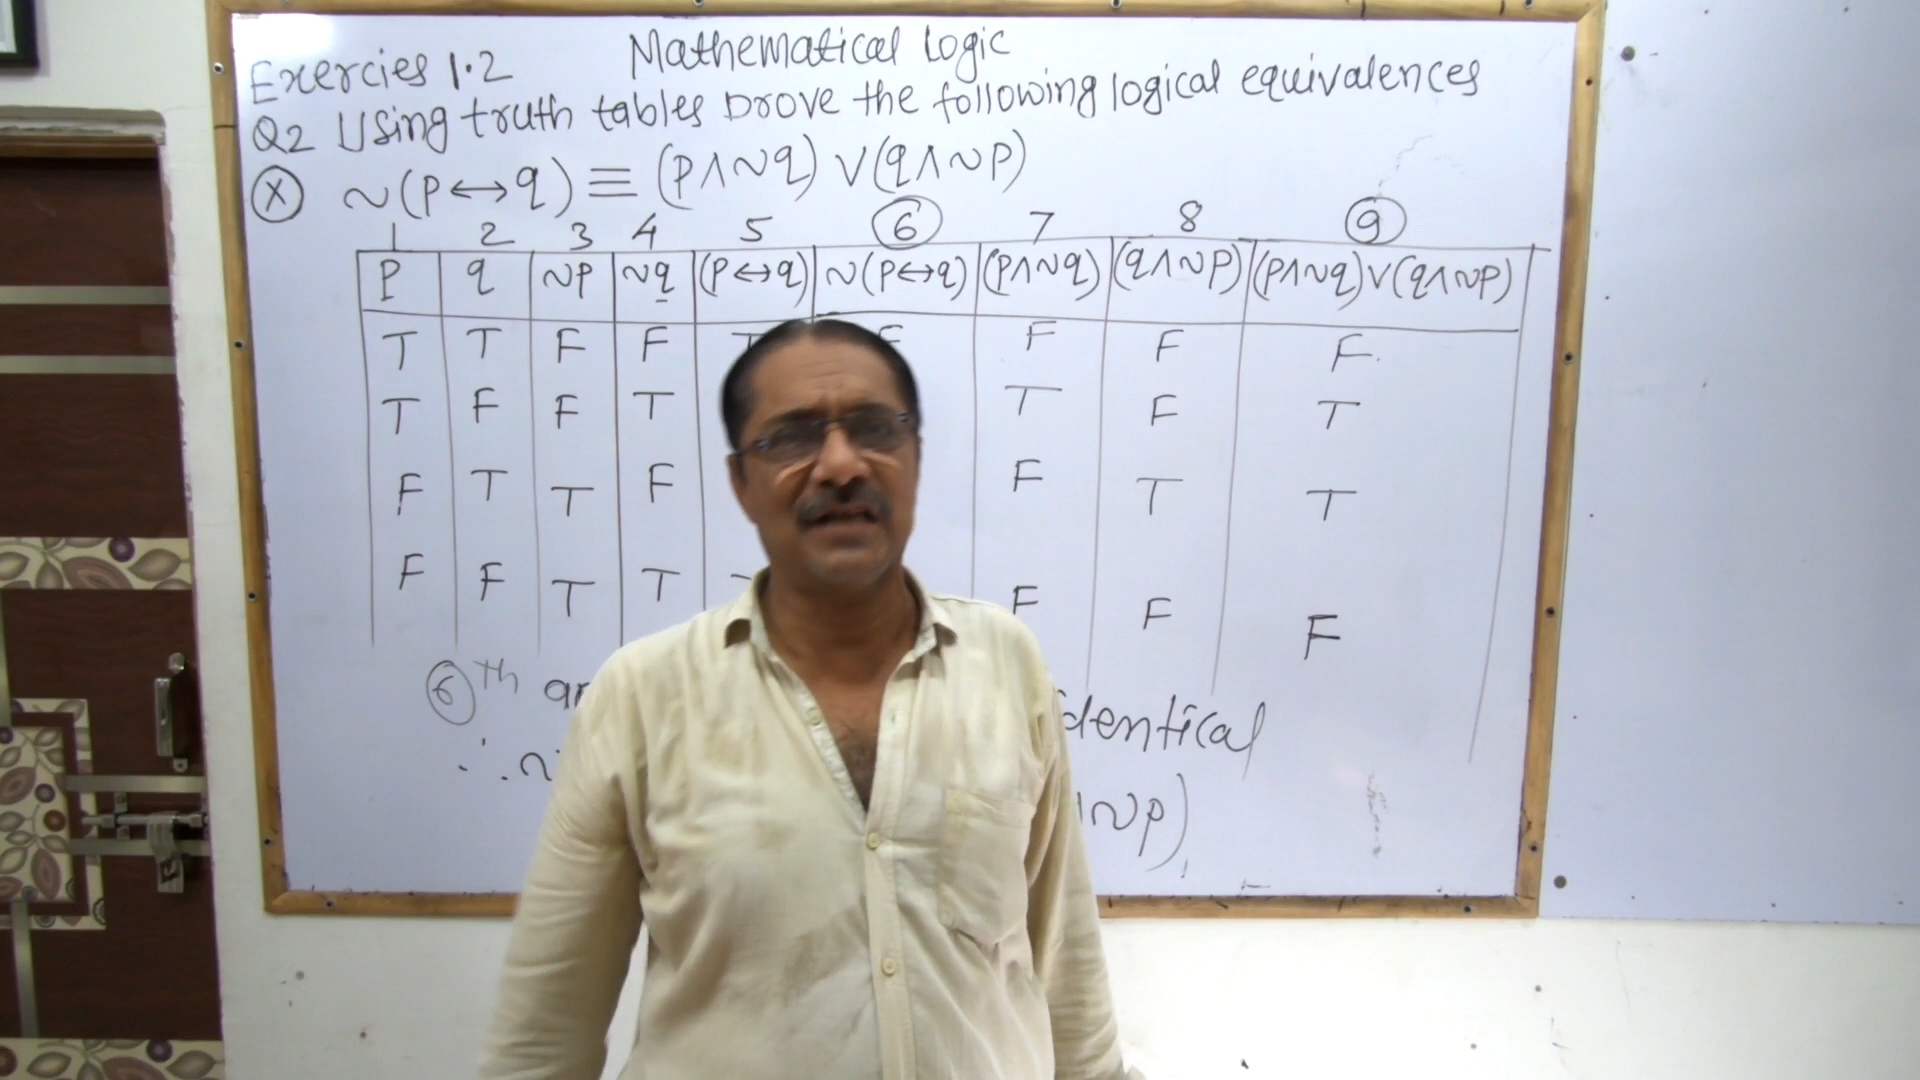 Mathematical Logic
Exercies 1.2
Q2 Using truth tables prove the following logical equivalences
(X) ~(p↔q) ≡ (p∧~q) ∨(q∧~p)
1 2 3 4 5 6 7 8 9
p q ~p ~q (p↔q) ~(p↔q) (p∧~q) (q∧~p) (p∧~q)∨(q∧~p)
T T F F T F F F F.
T F F T T F T
F T T F F T T
F F T T F F F
6th
∴ ~
~p)